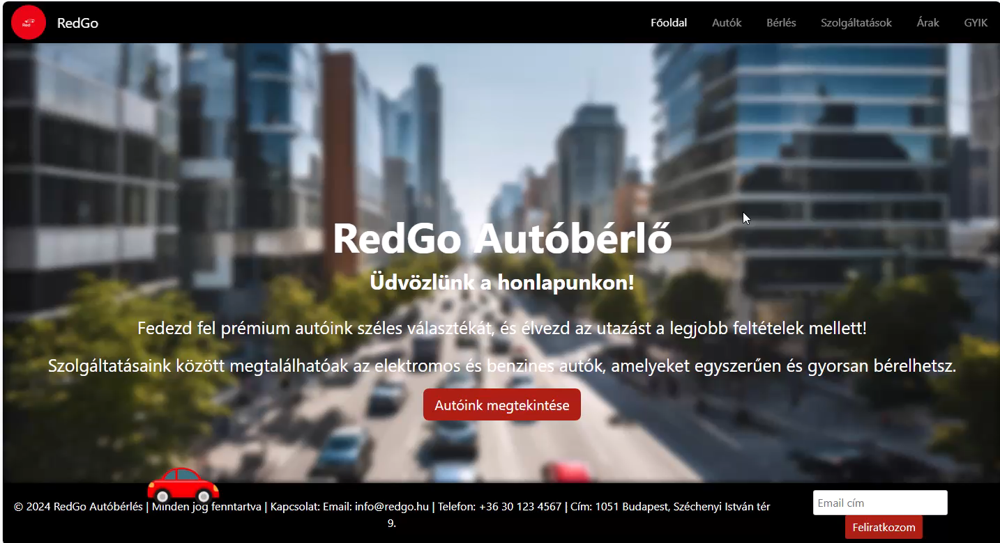 Red
RedGo
Főoldal Autók Bérlés Szolgáltatások Árak GYIK
RedGo Autóbérlő
Üdvözlünk a honlapunkon!
Fedezd fel prémium autóink széles választékát, és élvezd az utazást a legjobb feltételek mellett!
Szolgáltatásaink között megtalálhatóak az elektromos és benzines autók, amelyeket egyszerűen és gyorsan bérelhetsz.
Autóink megtekintése
© 2024 RedGo Autóbérlés | Minden jog fenntartva | Kapcsolat: Email: info@redgo.hu | Telefon: +36 30 123 4567 | Cím: 1051 Budapest, Széchenyi István tér
9.
Email cím
Feliratkozom